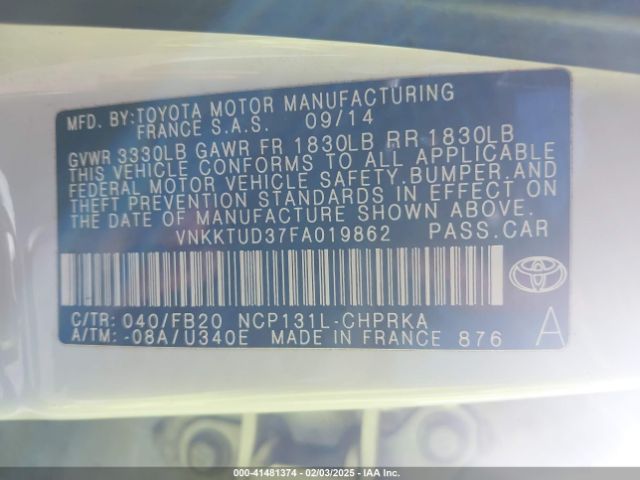 MFD. BY:TOYOTA MOTOR MANUFACTURING
FRANCE S.A.S. 09/14
GVWR 3330LB GAWR FR 1830LB RR 1830LB
THIS VEHICLE CONFORMS TO ALL APPLICABLE
FEDERAL MOTOR VEHICLE SAFETY, BUMPER, AND
THEFT PREVENTION STANDARDS IN EFFECT ON
THE DATE OF MANUFACTURE SHOWN ABOVE.
VNKKTUD37FA019862 PASS.CAR
C/TR: 040/FB20 NCP131L-CHPRKA
A/TM: -08A/U340E MADE IN FRANCE 876
A
TOYOTA
000-41481374 - 02/03/2025 - IAA Inc.